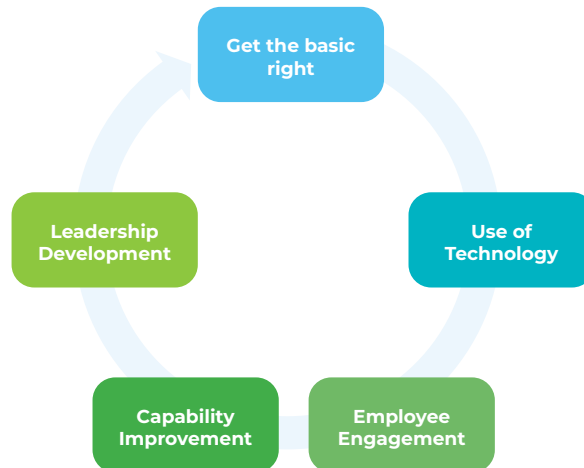 Get the basic
right
Use of
Technology
Employee
Engagement
Capability
Improvement
Leadership
Development